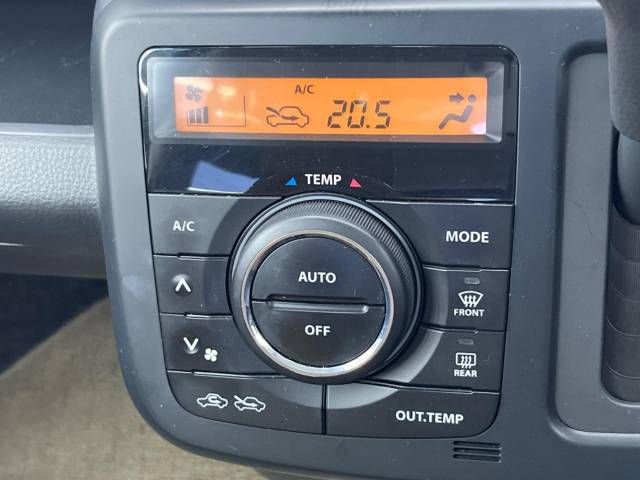 A/C
20.5
TEMP
A/C
MODE
AUTO
OFF
FRONT
REAR
OUT.TEMP